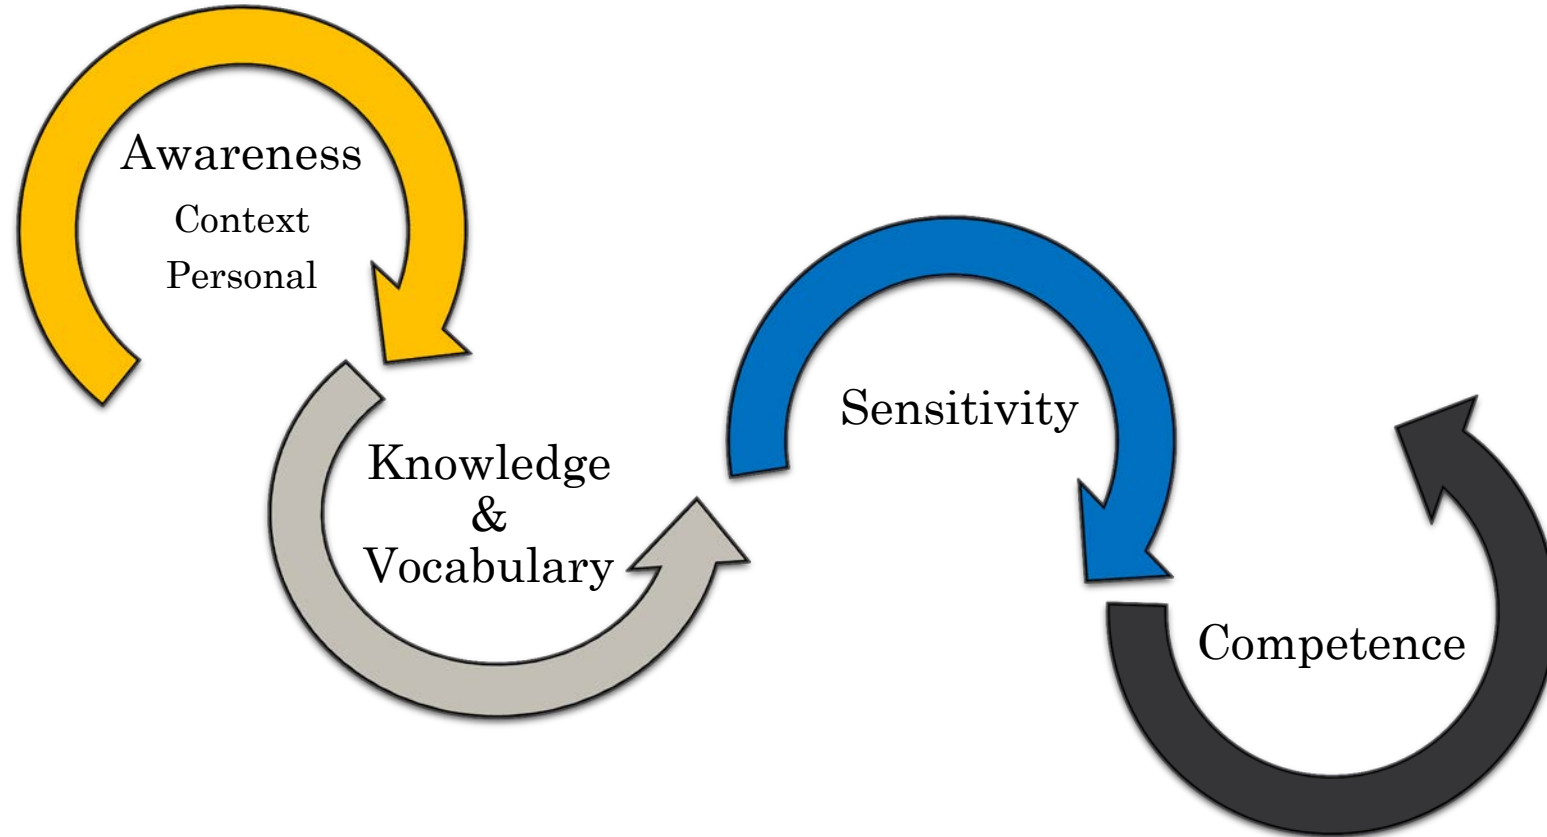 Awareness
Context
Personal
Knowledge
&
Vocabulary
Sensitivity
Competence